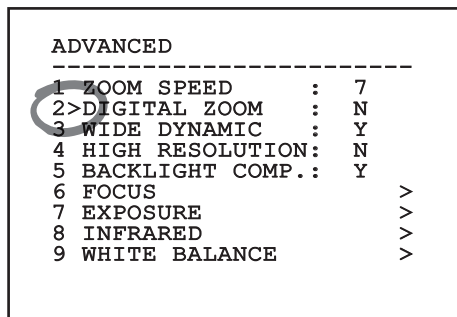 ADVANCED
-------------------------
1 ZOOM SPEED : 7
2>DIGITAL ZOOM : N
3 WIDE DYNAMIC : Y
4 HIGH RESOLUTION: N
5 BACKLIGHT COMP.: Y
6 FOCUS >
7 EXPOSURE >
8 INFRARED >
9 WHITE BALANCE >